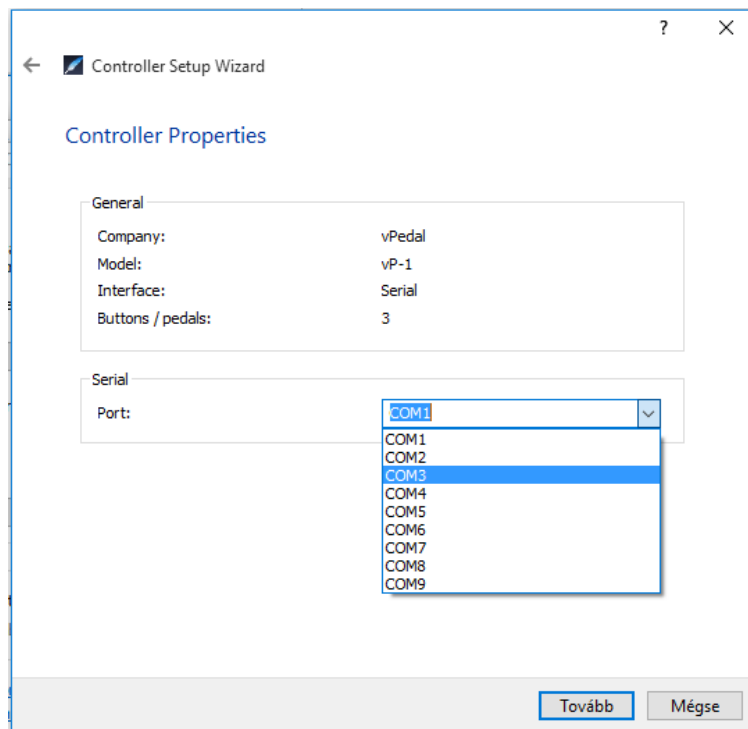 ?
Controller Setup Wizard
Controller Properties
General
Company: vPedal
Model: vP-1
Interface: Serial
Buttons / pedals: 3
Serial
Port: COM1
COM1
COM2
COM3
COM4
COM5
COM6
COM7
COM8
COM9
Tovább Mégse